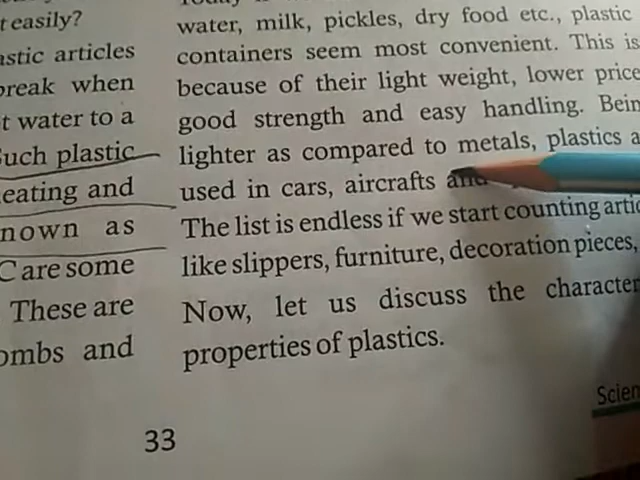 t easily?
astic articles
break when
t water to a
Such plastic
eating and
nown as
C are some
These are
ombs and
water, milk, pickles, dry food etc., plastic
containers seem most convenient. This is
because of their light weight, lower price
good strength and easy handling. Bein
lighter as compared to metals, plastics a
used in cars, aircrafts and
The list is endless if we start counting artic
like slippers, furniture, decoration pieces,
Now, let us discuss the character
properties of plastics.
Scien
33